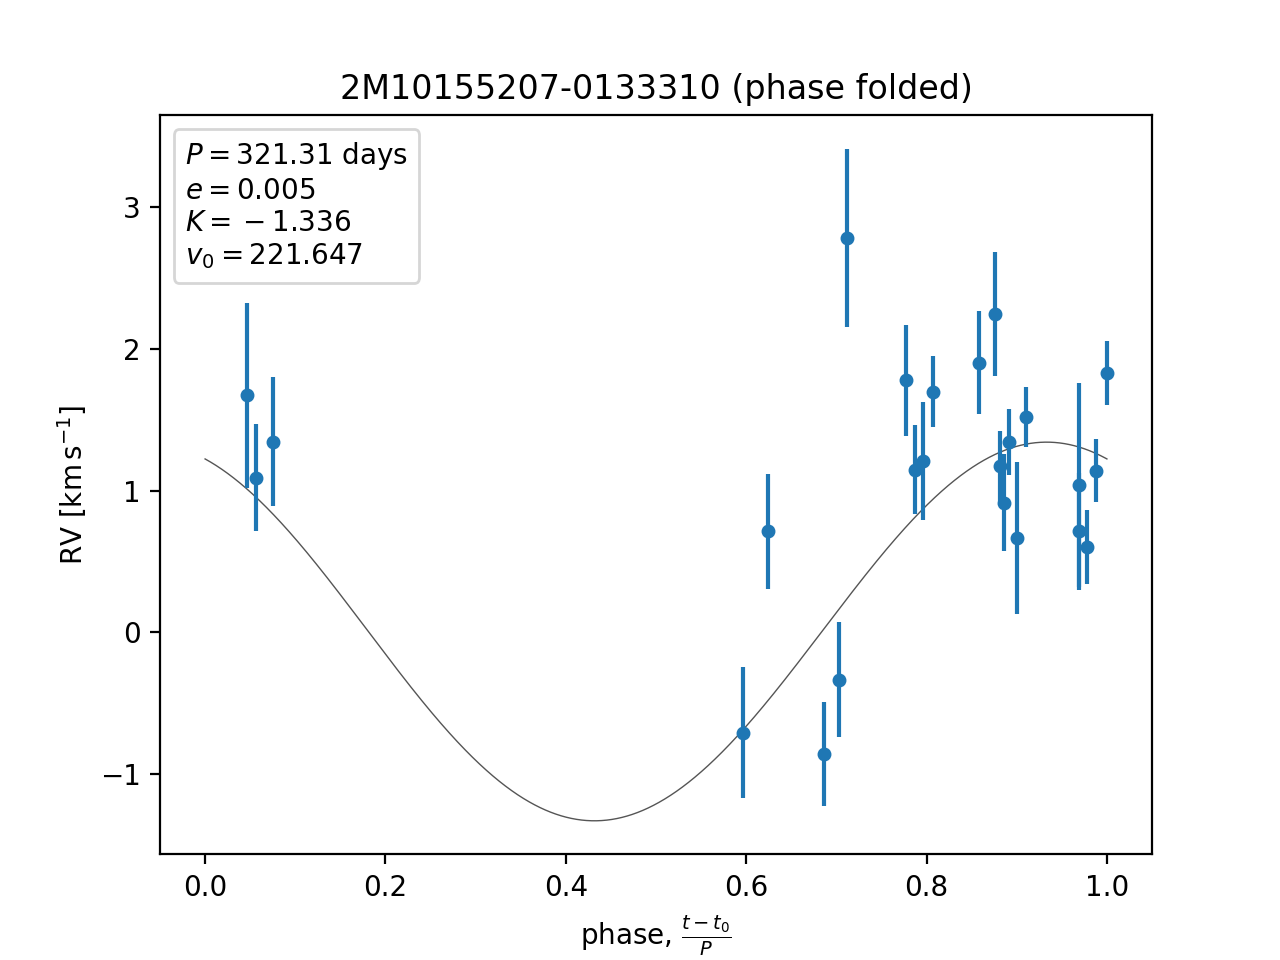 2M10155207-0133310 (phase folded)
P = 321.31 days
e = 0.005
K = −1.336
v₀ = 221.647
3
2
1
0
−1
RV [km s⁻¹]
0.0 0.2 0.4 0.6 0.8 1.0
phase, (t − t₀)/P